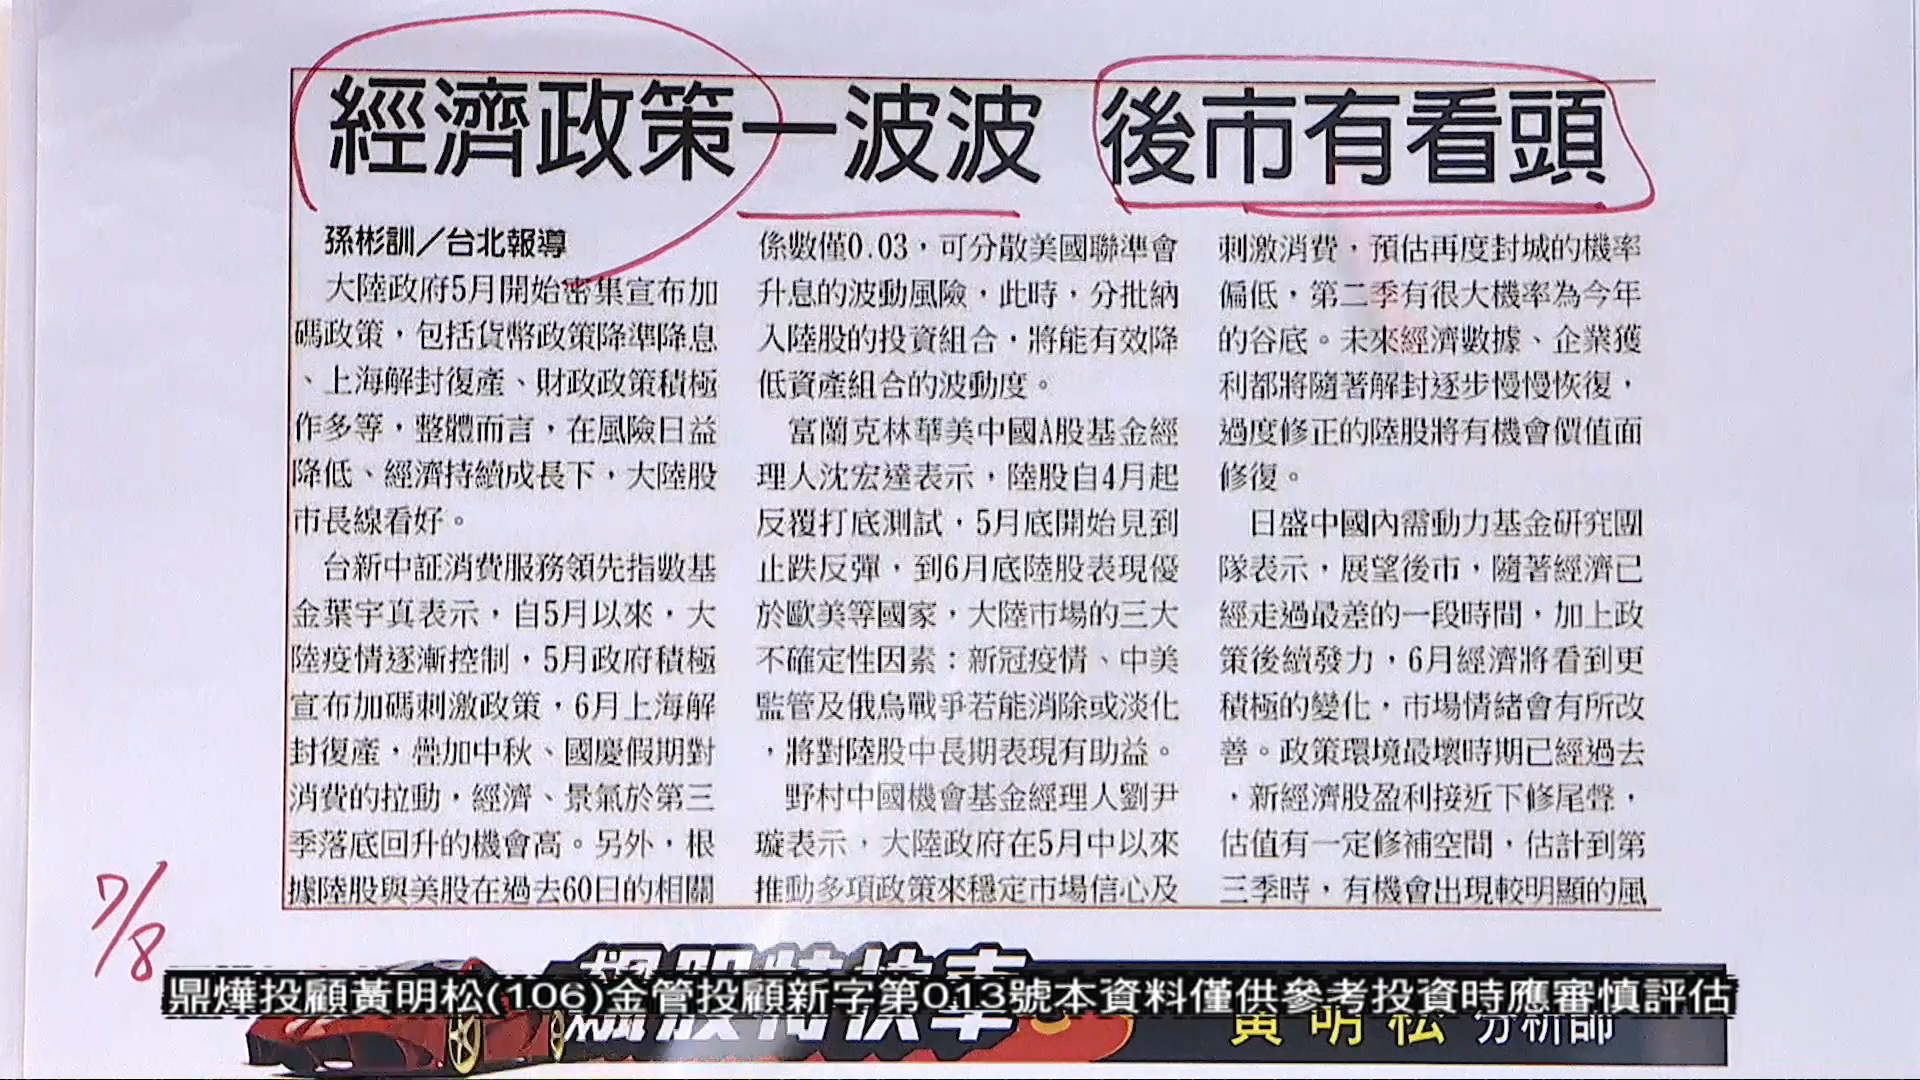 經濟政策一波波 後市有看頭
孫彬訓／台北報導
大陸政府5月開始密集宣布加
碼政策，包括貨幣政策降準降息
、上海解封復產、財政政策積極
作多等，整體而言，在風險日益
降低、經濟持續成長下，大陸股
市長線看好。
台新中証消費服務領先指數基
金葉宇真表示，自5月以來，大
陸疫情逐漸控制，5月政府積極
宣布加碼刺激政策，6月上海解
封復產，疊加中秋、國慶假期對
消費的拉動，經濟、景氣於第三
季落底回升的機會高。另外，根
據陸股與美股在過去60日的相關
係數僅0.03，可分散美國聯準會
升息的波動風險，此時，分批納
入陸股的投資組合，將能有效降
低資產組合的波動度。
富蘭克林華美中國A股基金經
理人沈宏達表示，陸股自4月起
反覆打底測試，5月底開始見到
止跌反彈，到6月底陸股表現優
於歐美等國家，大陸市場的三大
不確定性因素：新冠疫情、中美
監管及俄烏戰爭若能消除或淡化
，將對陸股中長期表現有助益。
野村中國機會基金經理人劉尹
璇表示，大陸政府在5月中以來
推動多項政策來穩定市場信心及
刺激消費，預估再度封城的機率
偏低，第二季有很大機率為今年
的谷底。未來經濟數據、企業獲
利都將隨著解封逐步慢慢恢復，
過度修正的陸股將有機會價值面
修復。
日盛中國內需動力基金研究團
隊表示，展望後市，隨著經濟已
經走過最差的一段時間，加上政
策後續發力，6月經濟將看到更
積極的變化，市場情緒會有所改
善。政策環境最壞時期已經過去
，新經濟股盈利接近下修尾聲，
估值有一定修補空間，估計到第
三季時，有機會出現較明顯的風
7/8
飆股特快車
鼎燁投顧黃明松(106)金管投顧新字第013號本資料僅供參考投資時應審慎評估
黃明松 分析師